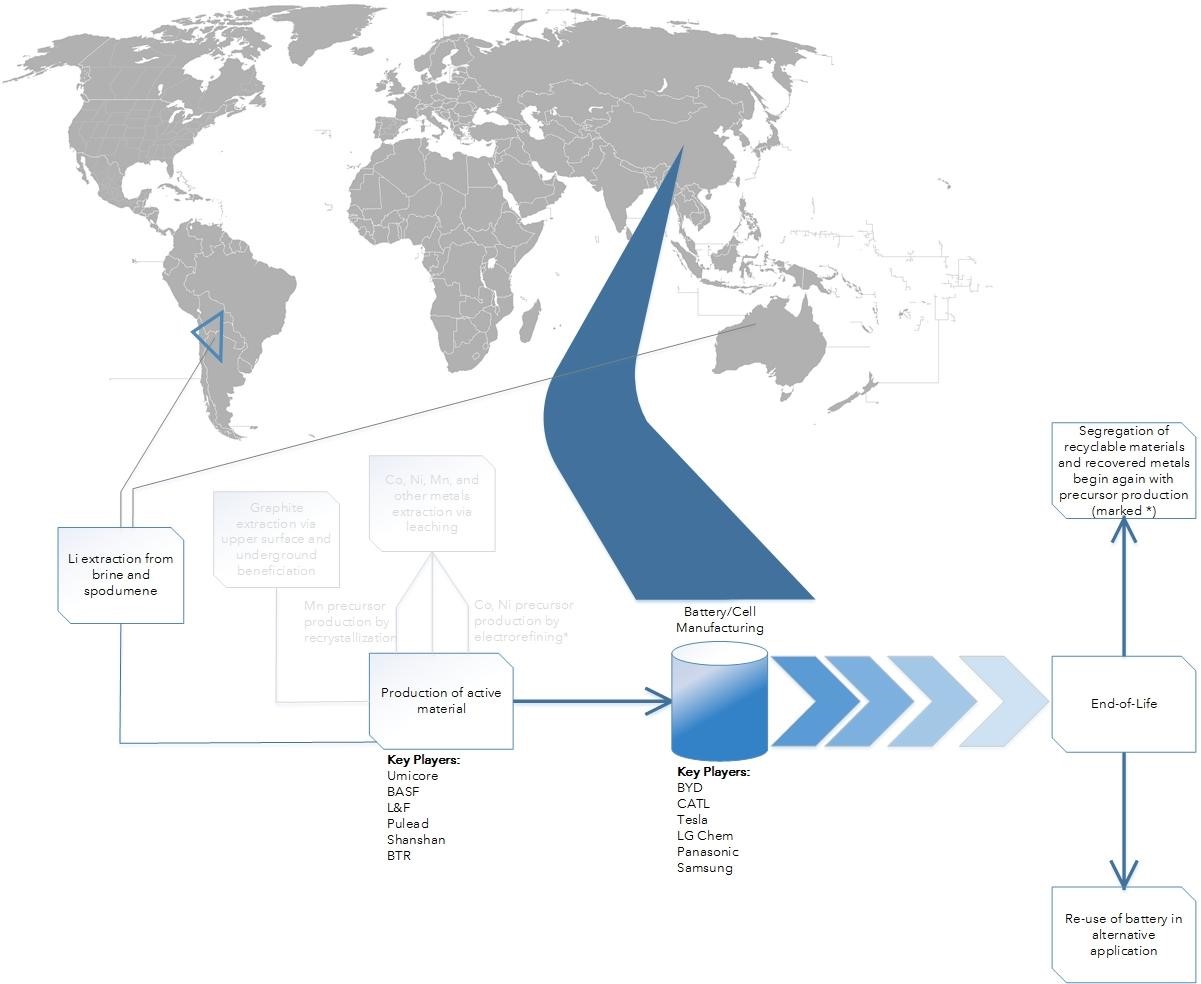 Segregation of
recyclable materials
and recovered metals
begin again with
precursor production
(marked *)
Co, Ni, Mn, and
other metals
extraction via
leaching
Graphite
extraction via
upper surface and
underground
beneficiation
Li extraction from
brine and
spodumene
Mn precursor
production by
recrystallization
Co, Ni precursor
production by
electrorefining*
Battery/Cell
Manufacturing
Production of active
material
End-of-Life
Key Players:
Umicore
BASF
L&F
Pulead
Shanshan
BTR
Key Players:
BYD
CATL
Tesla
LG Chem
Panasonic
Samsung
Re-use of battery in
alternative
application